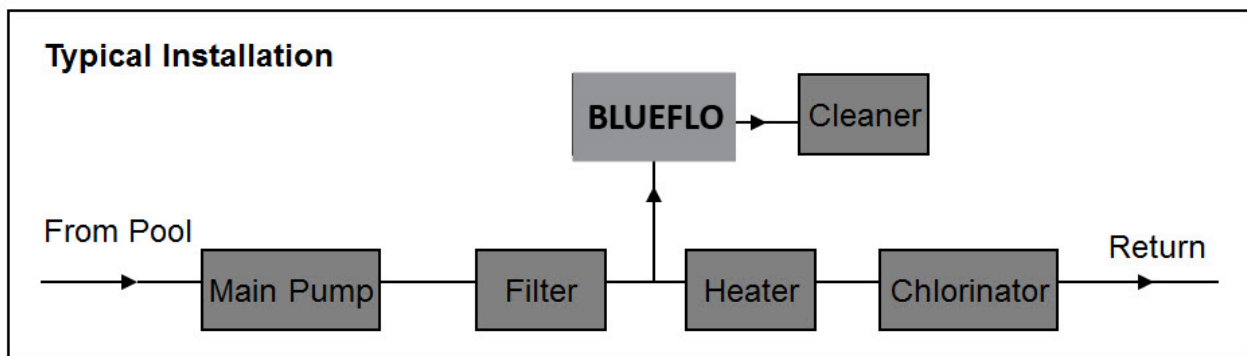 Typical Installation
BLUEFLO
Cleaner
From Pool
Main Pump
Filter
Heater
Chlorinator
Return